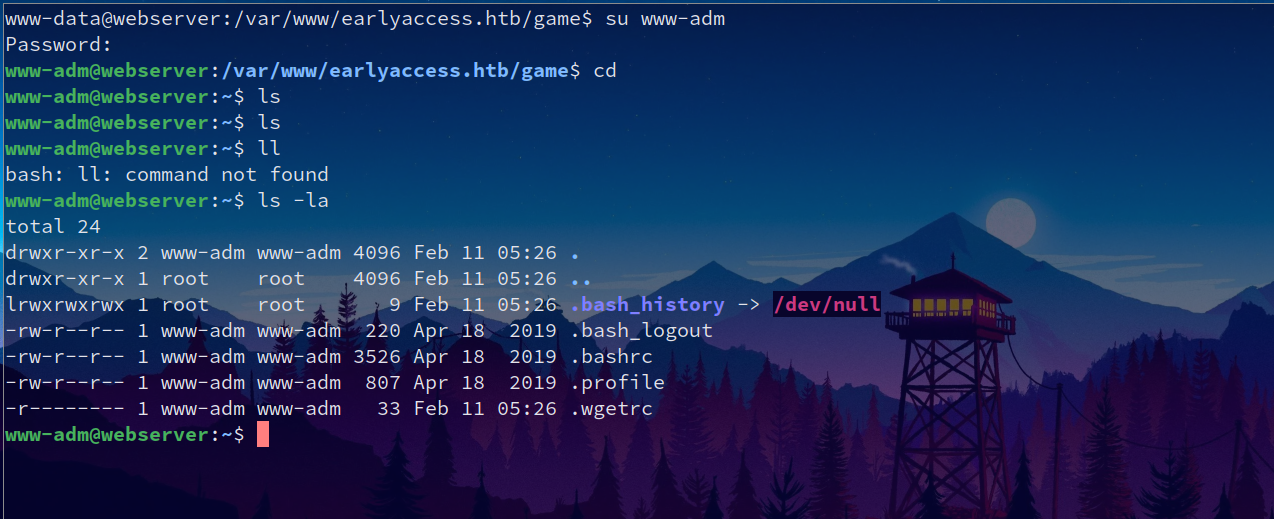 www-data@webserver:/var/www/earlyaccess.htb/game$ su www-adm
Password:
www-adm@webserver:/var/www/earlyaccess.htb/game$ cd
www-adm@webserver:~$ ls
www-adm@webserver:~$ ls
www-adm@webserver:~$ ll
bash: ll: command not found
www-adm@webserver:~$ ls -la
total 24
drwxr-xr-x 2 www-adm www-adm 4096 Feb 11 05:26 .
drwxr-xr-x 1 root    root    4096 Feb 11 05:26 ..
lrwxrwxrwx 1 root    root       9 Feb 11 05:26 .bash_history -> /dev/null
-rw-r--r-- 1 www-adm www-adm  220 Apr 18  2019 .bash_logout
-rw-r--r-- 1 www-adm www-adm 3526 Apr 18  2019 .bashrc
-rw-r--r-- 1 www-adm www-adm  807 Apr 18  2019 .profile
-r-------- 1 www-adm www-adm   33 Feb 11 05:26 .wgetrc
www-adm@webserver:~$